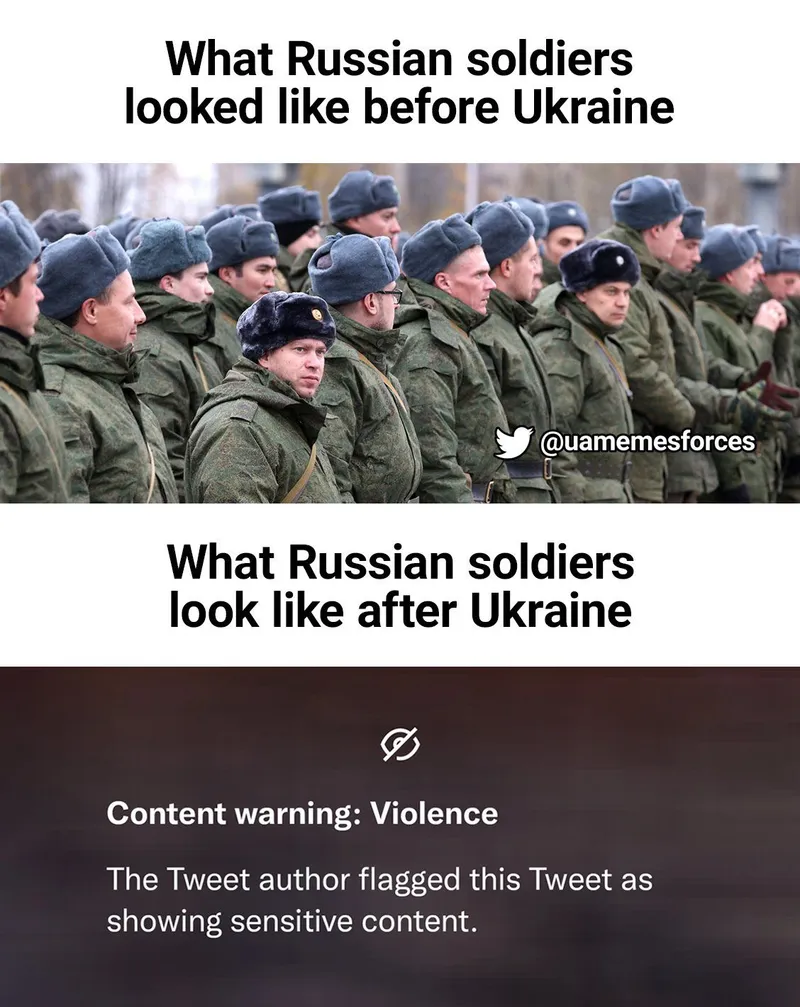 What Russian soldiers
looked like before Ukraine
@uamemesforces
What Russian soldiers
look like after Ukraine
Content warning: Violence
The Tweet author flagged this Tweet as
showing sensitive content.